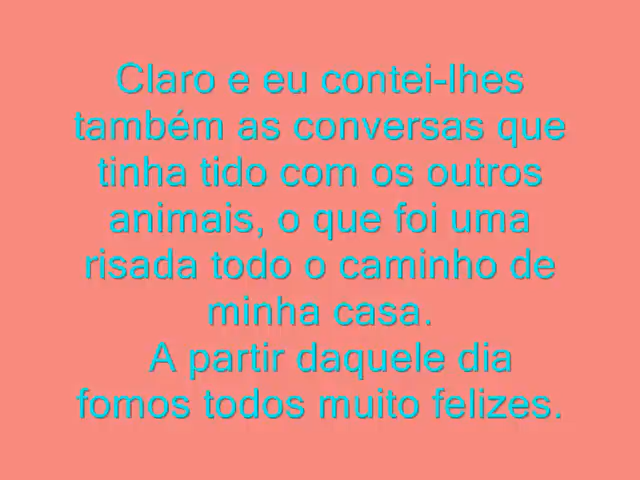 Claro e eu contei-lhes
também as conversas que
tinha tido com os outros
animais, o que foi uma
risada todo o caminho de
minha casa.
A partir daquele dia
fomos todos muito felizes.